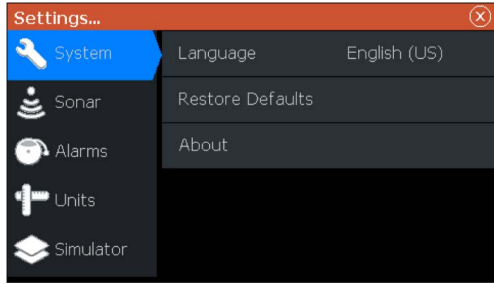 Settings...
System
Language English (US)
Sonar
Restore Defaults
Alarms
About
Units
Simulator